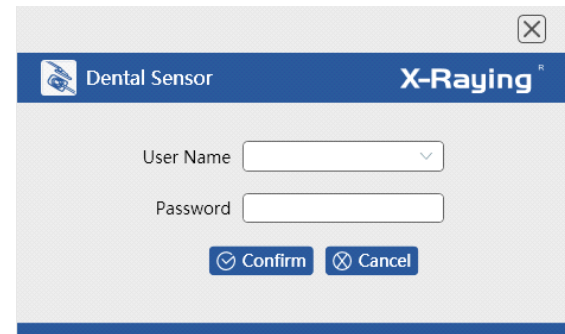 Dental Sensor
X-Raying®
User Name
Password
Confirm Cancel